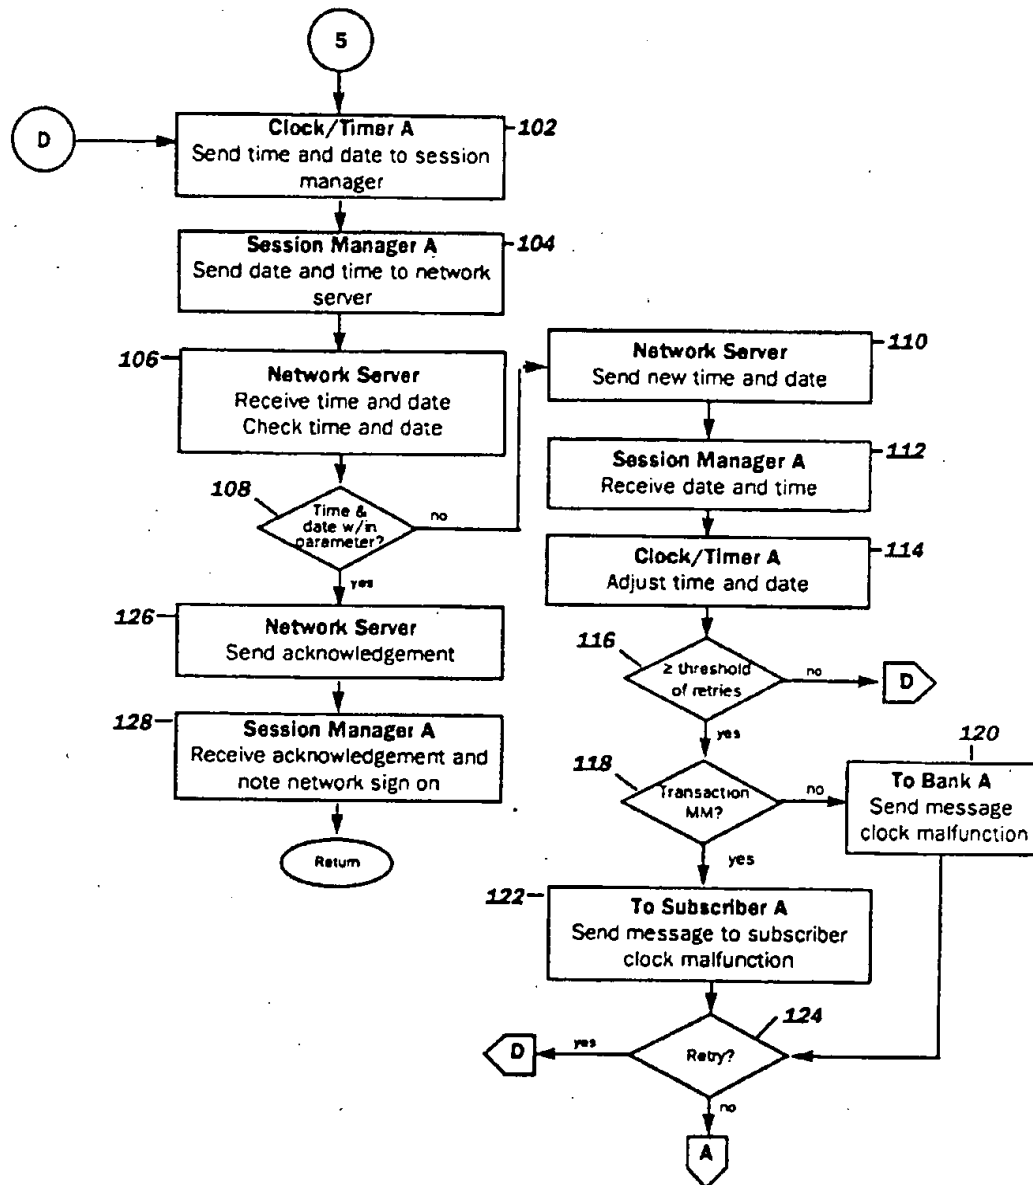 5
D
Clock/Timer A
Send time and date to session
manager
102
Session Manager A
Send date and time to network
server
104
106
Network Server
Receive time and date
Check time and date
108
Time &
date w/in
parameter?
no
yes
126
Network Server
Send acknowledgement
128
Session Manager A
Receive acknowledgement and
note network sign on
Return
Network Server
Send new time and date
110
Session Manager A
Receive date and time
112
Clock/Timer A
Adjust time and date
114
116
≥ threshold
of retries
no
D
yes
118
Transaction
MM?
no
yes
120
To Bank A
Send message
clock malfunction
122
To Subscriber A
Send message to subscriber
clock malfunction
124
Retry?
yes
D
no
A